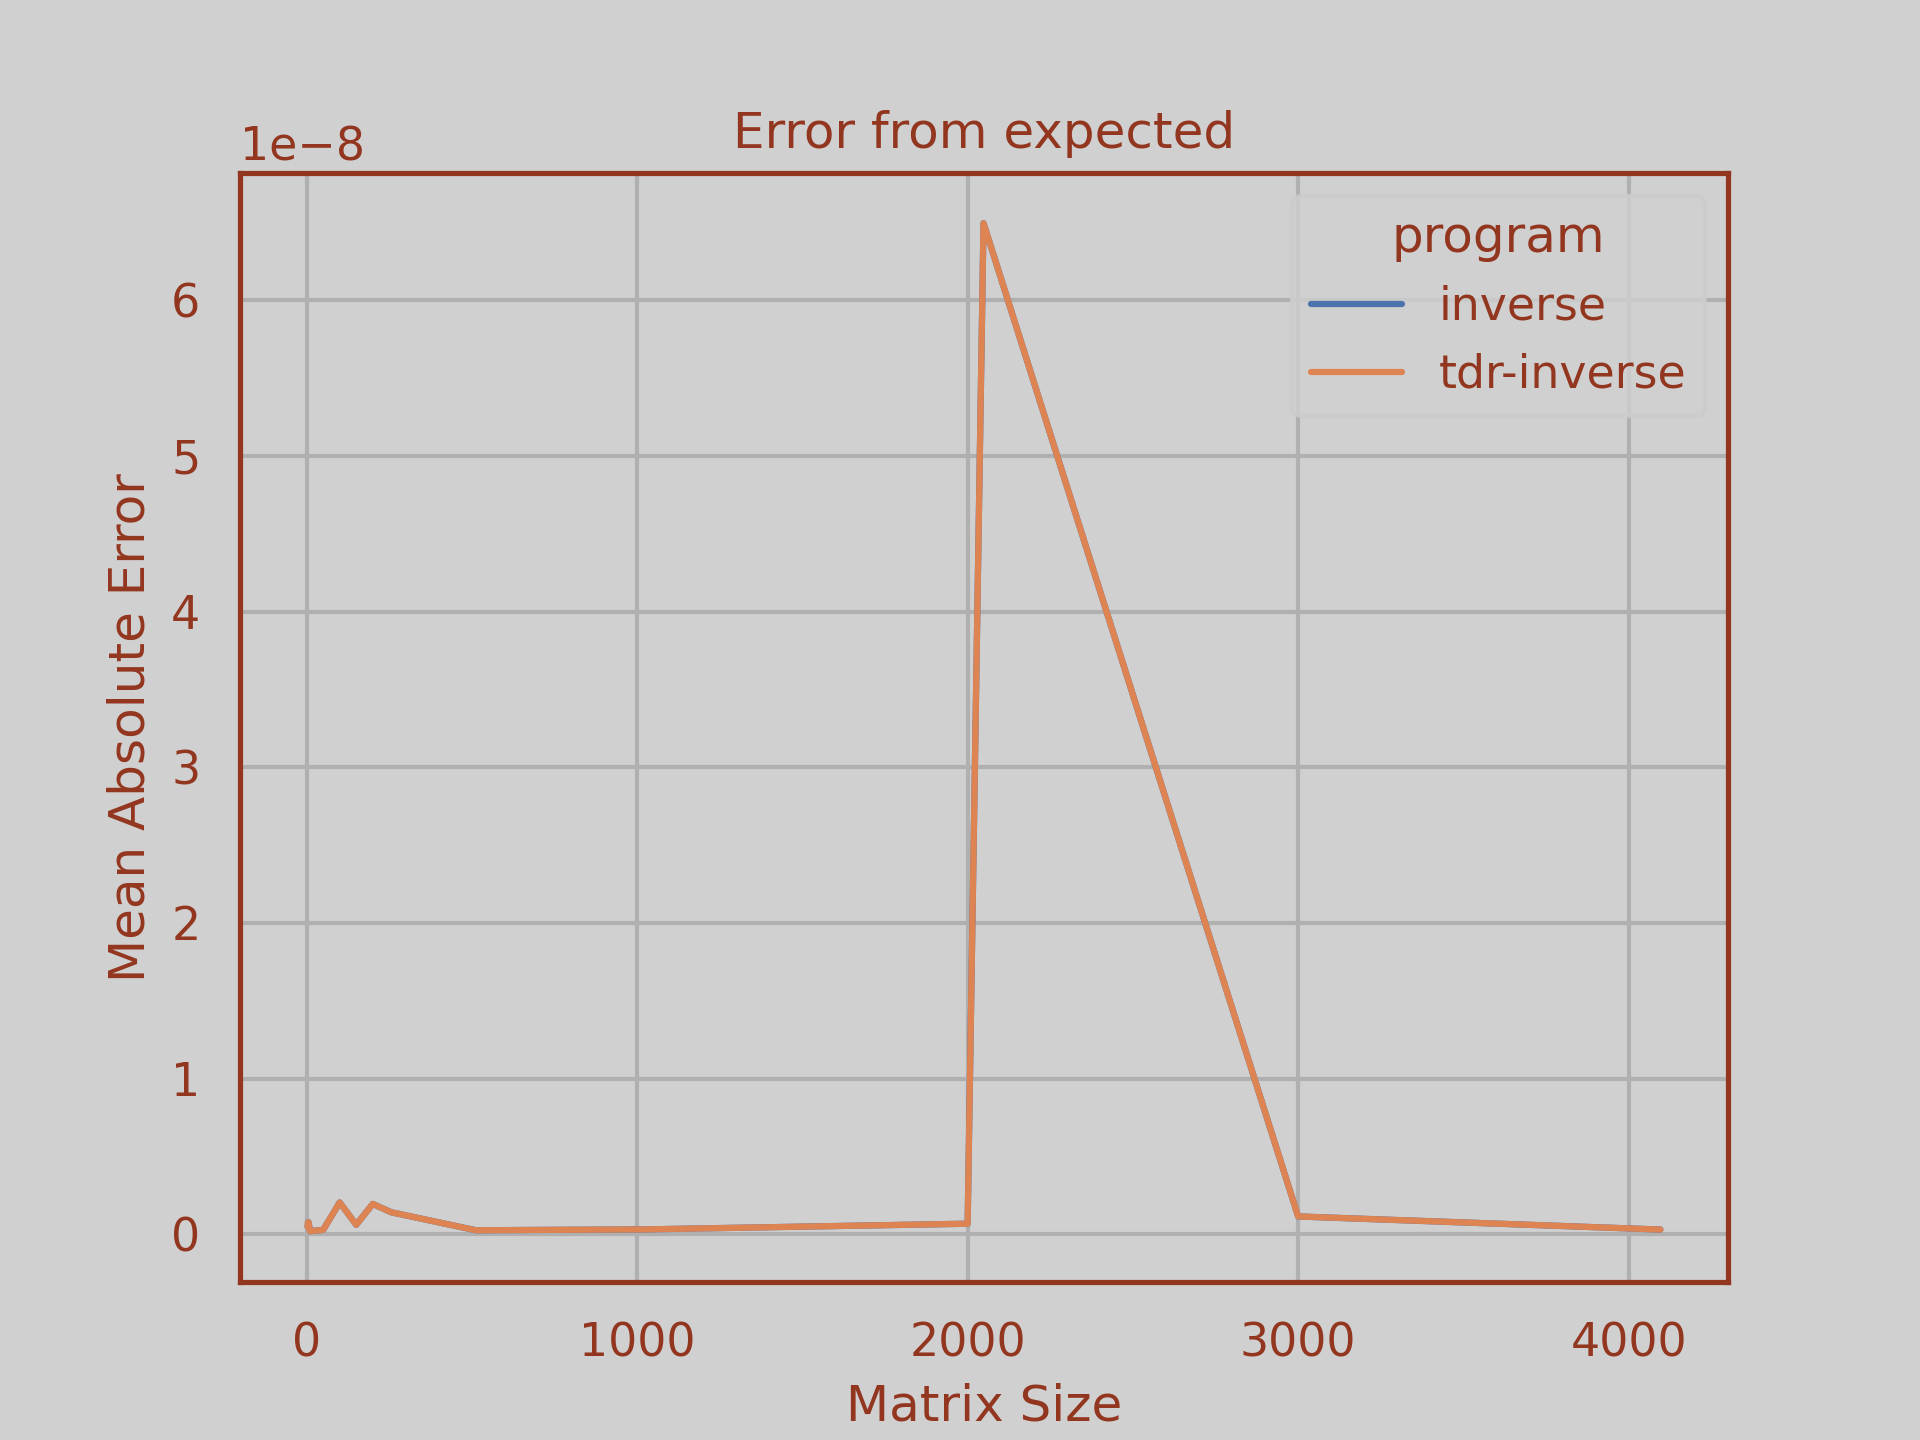 Error from expected
1e−8
program
inverse
tdr-inverse
Mean Absolute Error
6
5
4
3
2
1
0
0 1000 2000 3000 4000
Matrix Size